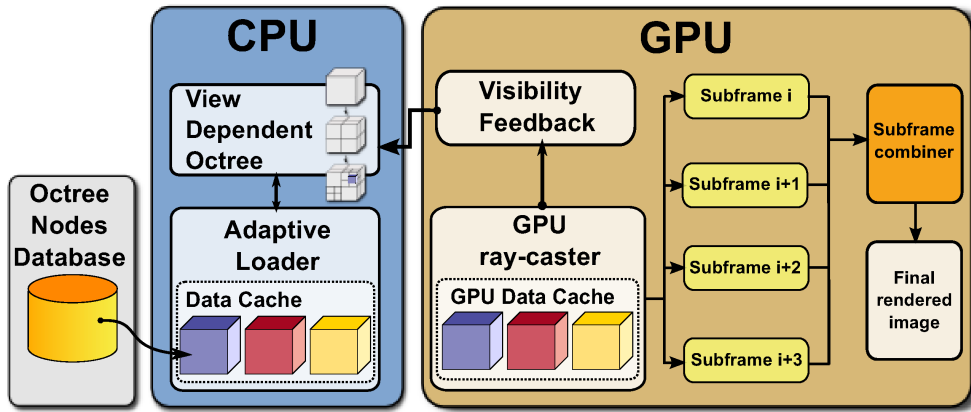 CPU
GPU
View
Dependent
Octree
Visibility
Feedback
Subframe i
Subframe
combiner
Subframe i+1
Octree
Nodes
Database
Adaptive
Loader
Data Cache
GPU
ray-caster
GPU Data Cache
Subframe i+2
Final
rendered
image
Subframe i+3